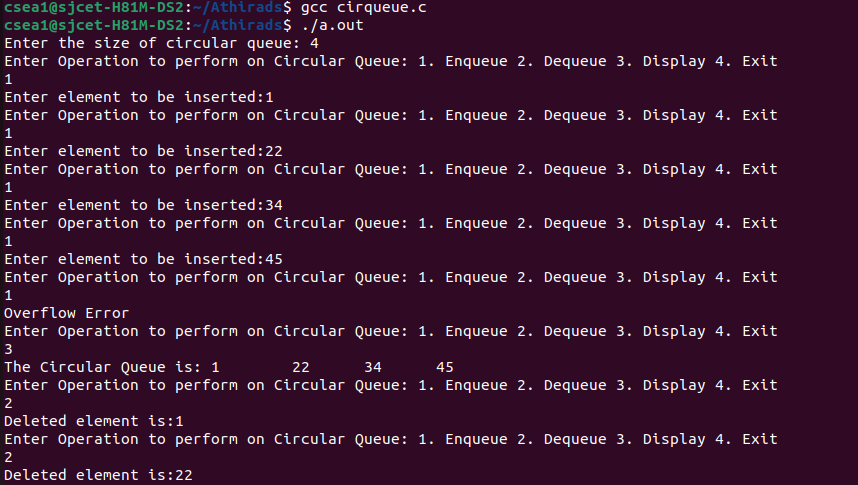 csea1@sjcet-H81M-DS2:~/Athirads$ gcc cirqueue.c
csea1@sjcet-H81M-DS2:~/Athirads$ ./a.out
Enter the size of circular queue: 4
Enter Operation to perform on Circular Queue: 1. Enqueue 2. Dequeue 3. Display 4. Exit
1
Enter element to be inserted:1
Enter Operation to perform on Circular Queue: 1. Enqueue 2. Dequeue 3. Display 4. Exit
1
Enter element to be inserted:22
Enter Operation to perform on Circular Queue: 1. Enqueue 2. Dequeue 3. Display 4. Exit
1
Enter element to be inserted:34
Enter Operation to perform on Circular Queue: 1. Enqueue 2. Dequeue 3. Display 4. Exit
1
Enter element to be inserted:45
Enter Operation to perform on Circular Queue: 1. Enqueue 2. Dequeue 3. Display 4. Exit
1
Overflow Error
Enter Operation to perform on Circular Queue: 1. Enqueue 2. Dequeue 3. Display 4. Exit
3
The Circular Queue is: 1        22      34      45
Enter Operation to perform on Circular Queue: 1. Enqueue 2. Dequeue 3. Display 4. Exit
2
Deleted element is:1
Enter Operation to perform on Circular Queue: 1. Enqueue 2. Dequeue 3. Display 4. Exit
2
Deleted element is:22